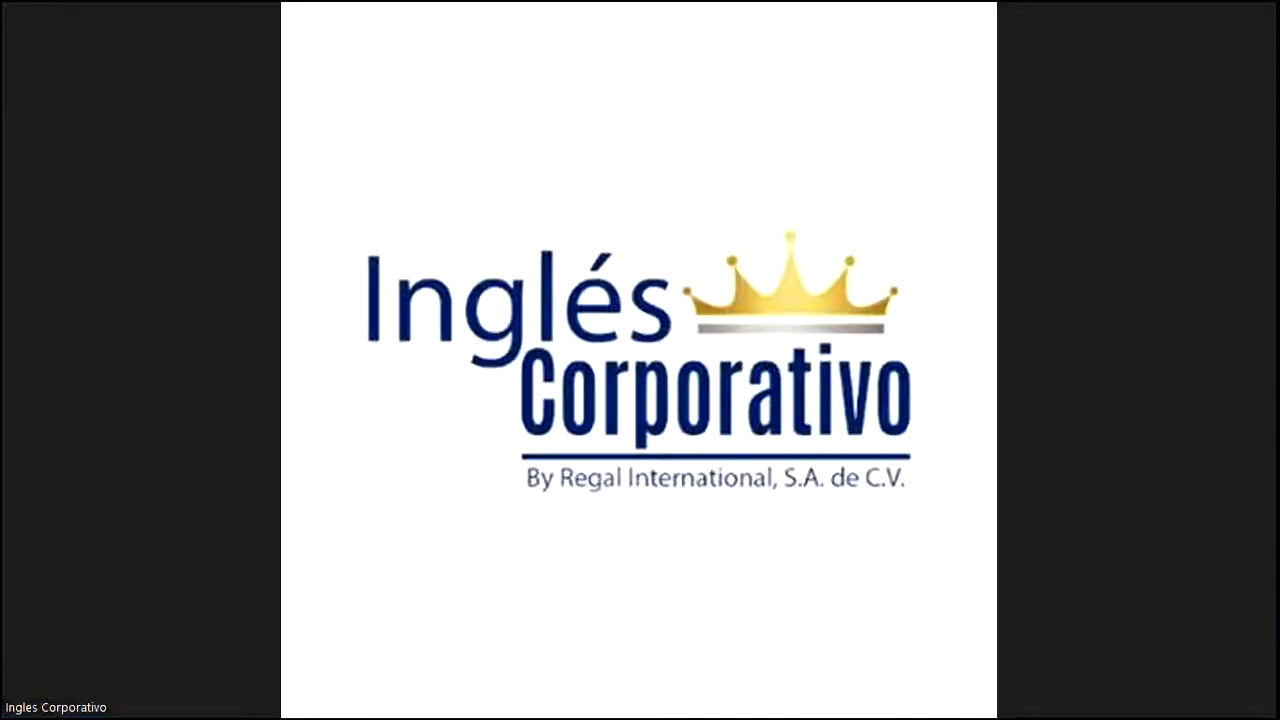 Inglés
Corporativo
By Regal International, S.A. de C.V.
Ingles Corporativo